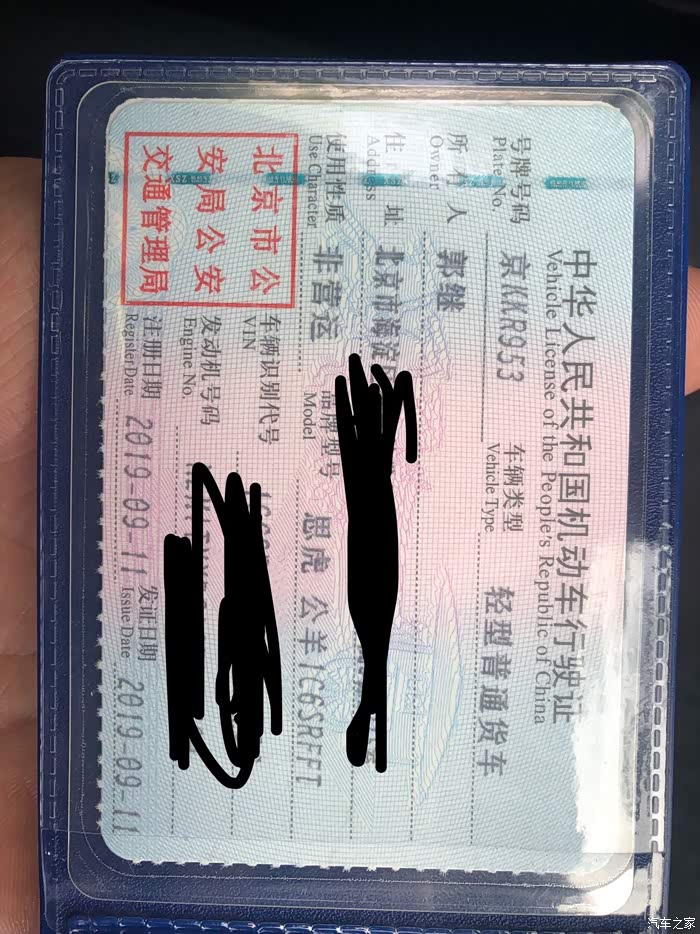 中华人民共和国机动车行驶证
Vehicle License of the People's Republic of China
号牌号码 京KKR953 车辆类型 轻型普通货车
Plate No. Vehicle Type
所有人 郭继
Owner
住 址 北京市海淀区
Address
使用性质 非营运 品牌型号 思虎 公羊1C6SRFFT
Use Character Model
北京市公
安局公安
交通管理局
车辆识别代号
VIN
发动机号码
Engine No.
注册日期 2019-09-11 发证日期 2019-09-11
Register Date Issue Date
汽车之家